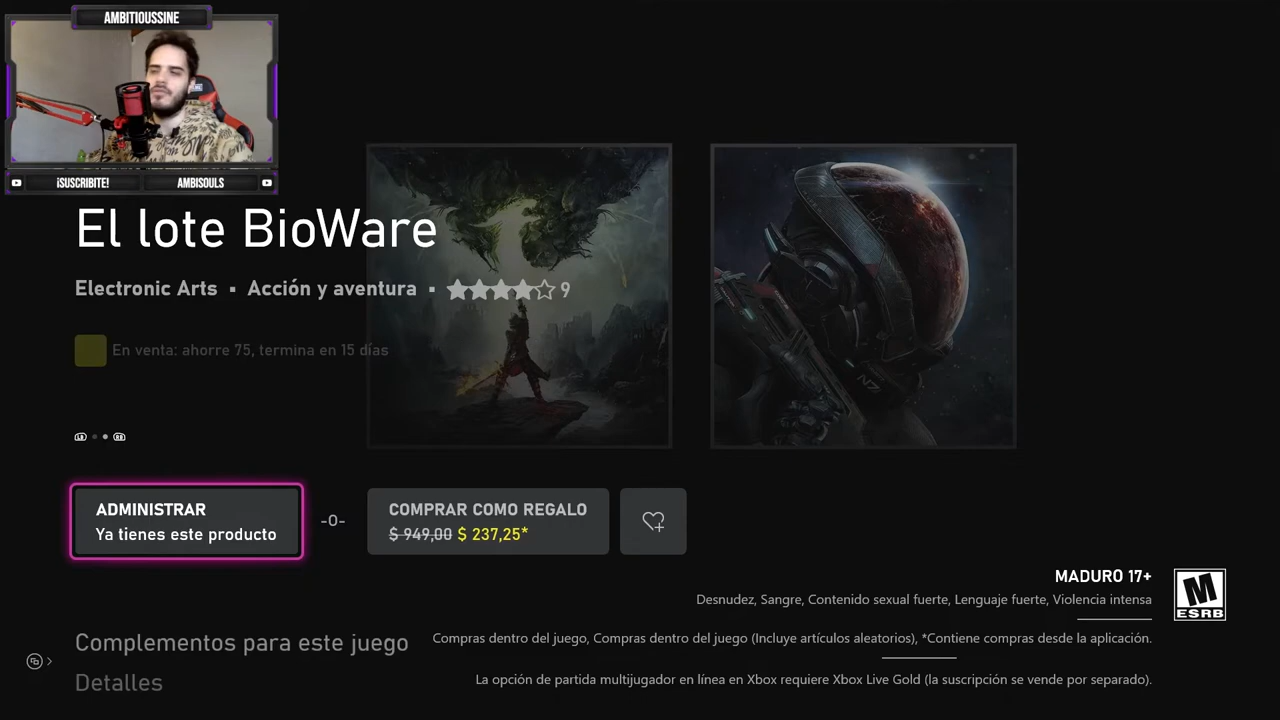 AMBITIOUSSINE
¡SUSCRIBITE!
AMBISOULS
El lote BioWare
Electronic Arts ▪ Acción y aventura ▪ 9
En venta: ahorre 75, termina en 15 días
LB RB
ADMINISTRAR
Ya tienes este producto
-O-
COMPRAR COMO REGALO
$ 949,00 $ 237,25*
N7
MADURO 17+
Desnudez, Sangre, Contenido sexual fuerte, Lenguaje fuerte, Violencia intensa
M
ESRB
Compras dentro del juego, Compras dentro del juego (Incluye artículos aleatorios), *Contiene compras desde la aplicación.
La opción de partida multijugador en línea en Xbox requiere Xbox Live Gold (la suscripción se vende por separado).
Complementos para este juego
Detalles